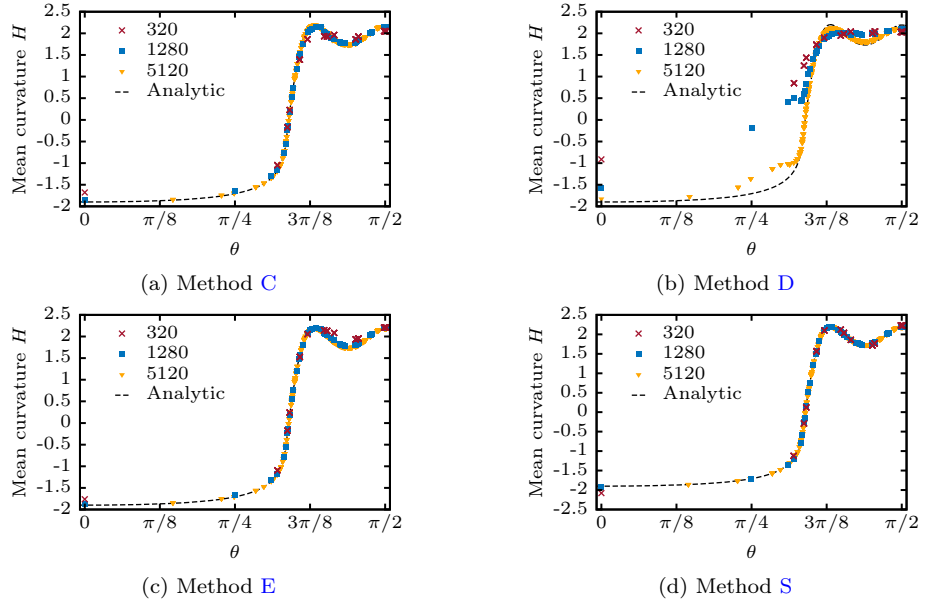 2.5
2
1.5
1
0.5
0
-0.5
-1
-1.5
-2
Mean curvature H
320
1280
5120
Analytic
0
π/8
π/4
3π/8
π/2
θ
(a) Method C
2.5
2
1.5
1
0.5
0
-0.5
-1
-1.5
-2
Mean curvature H
320
1280
5120
Analytic
0
π/8
π/4
3π/8
π/2
θ
(b) Method D
2.5
2
1.5
1
0.5
0
-0.5
-1
-1.5
-2
Mean curvature H
320
1280
5120
Analytic
0
π/8
π/4
3π/8
π/2
θ
(c) Method E
2.5
2
1.5
1
0.5
0
-0.5
-1
-1.5
-2
2.5
Mean curvature H
320
1280
5120
Analytic
0
π/8
π/4
3π/8
π/2
θ
(d) Method S